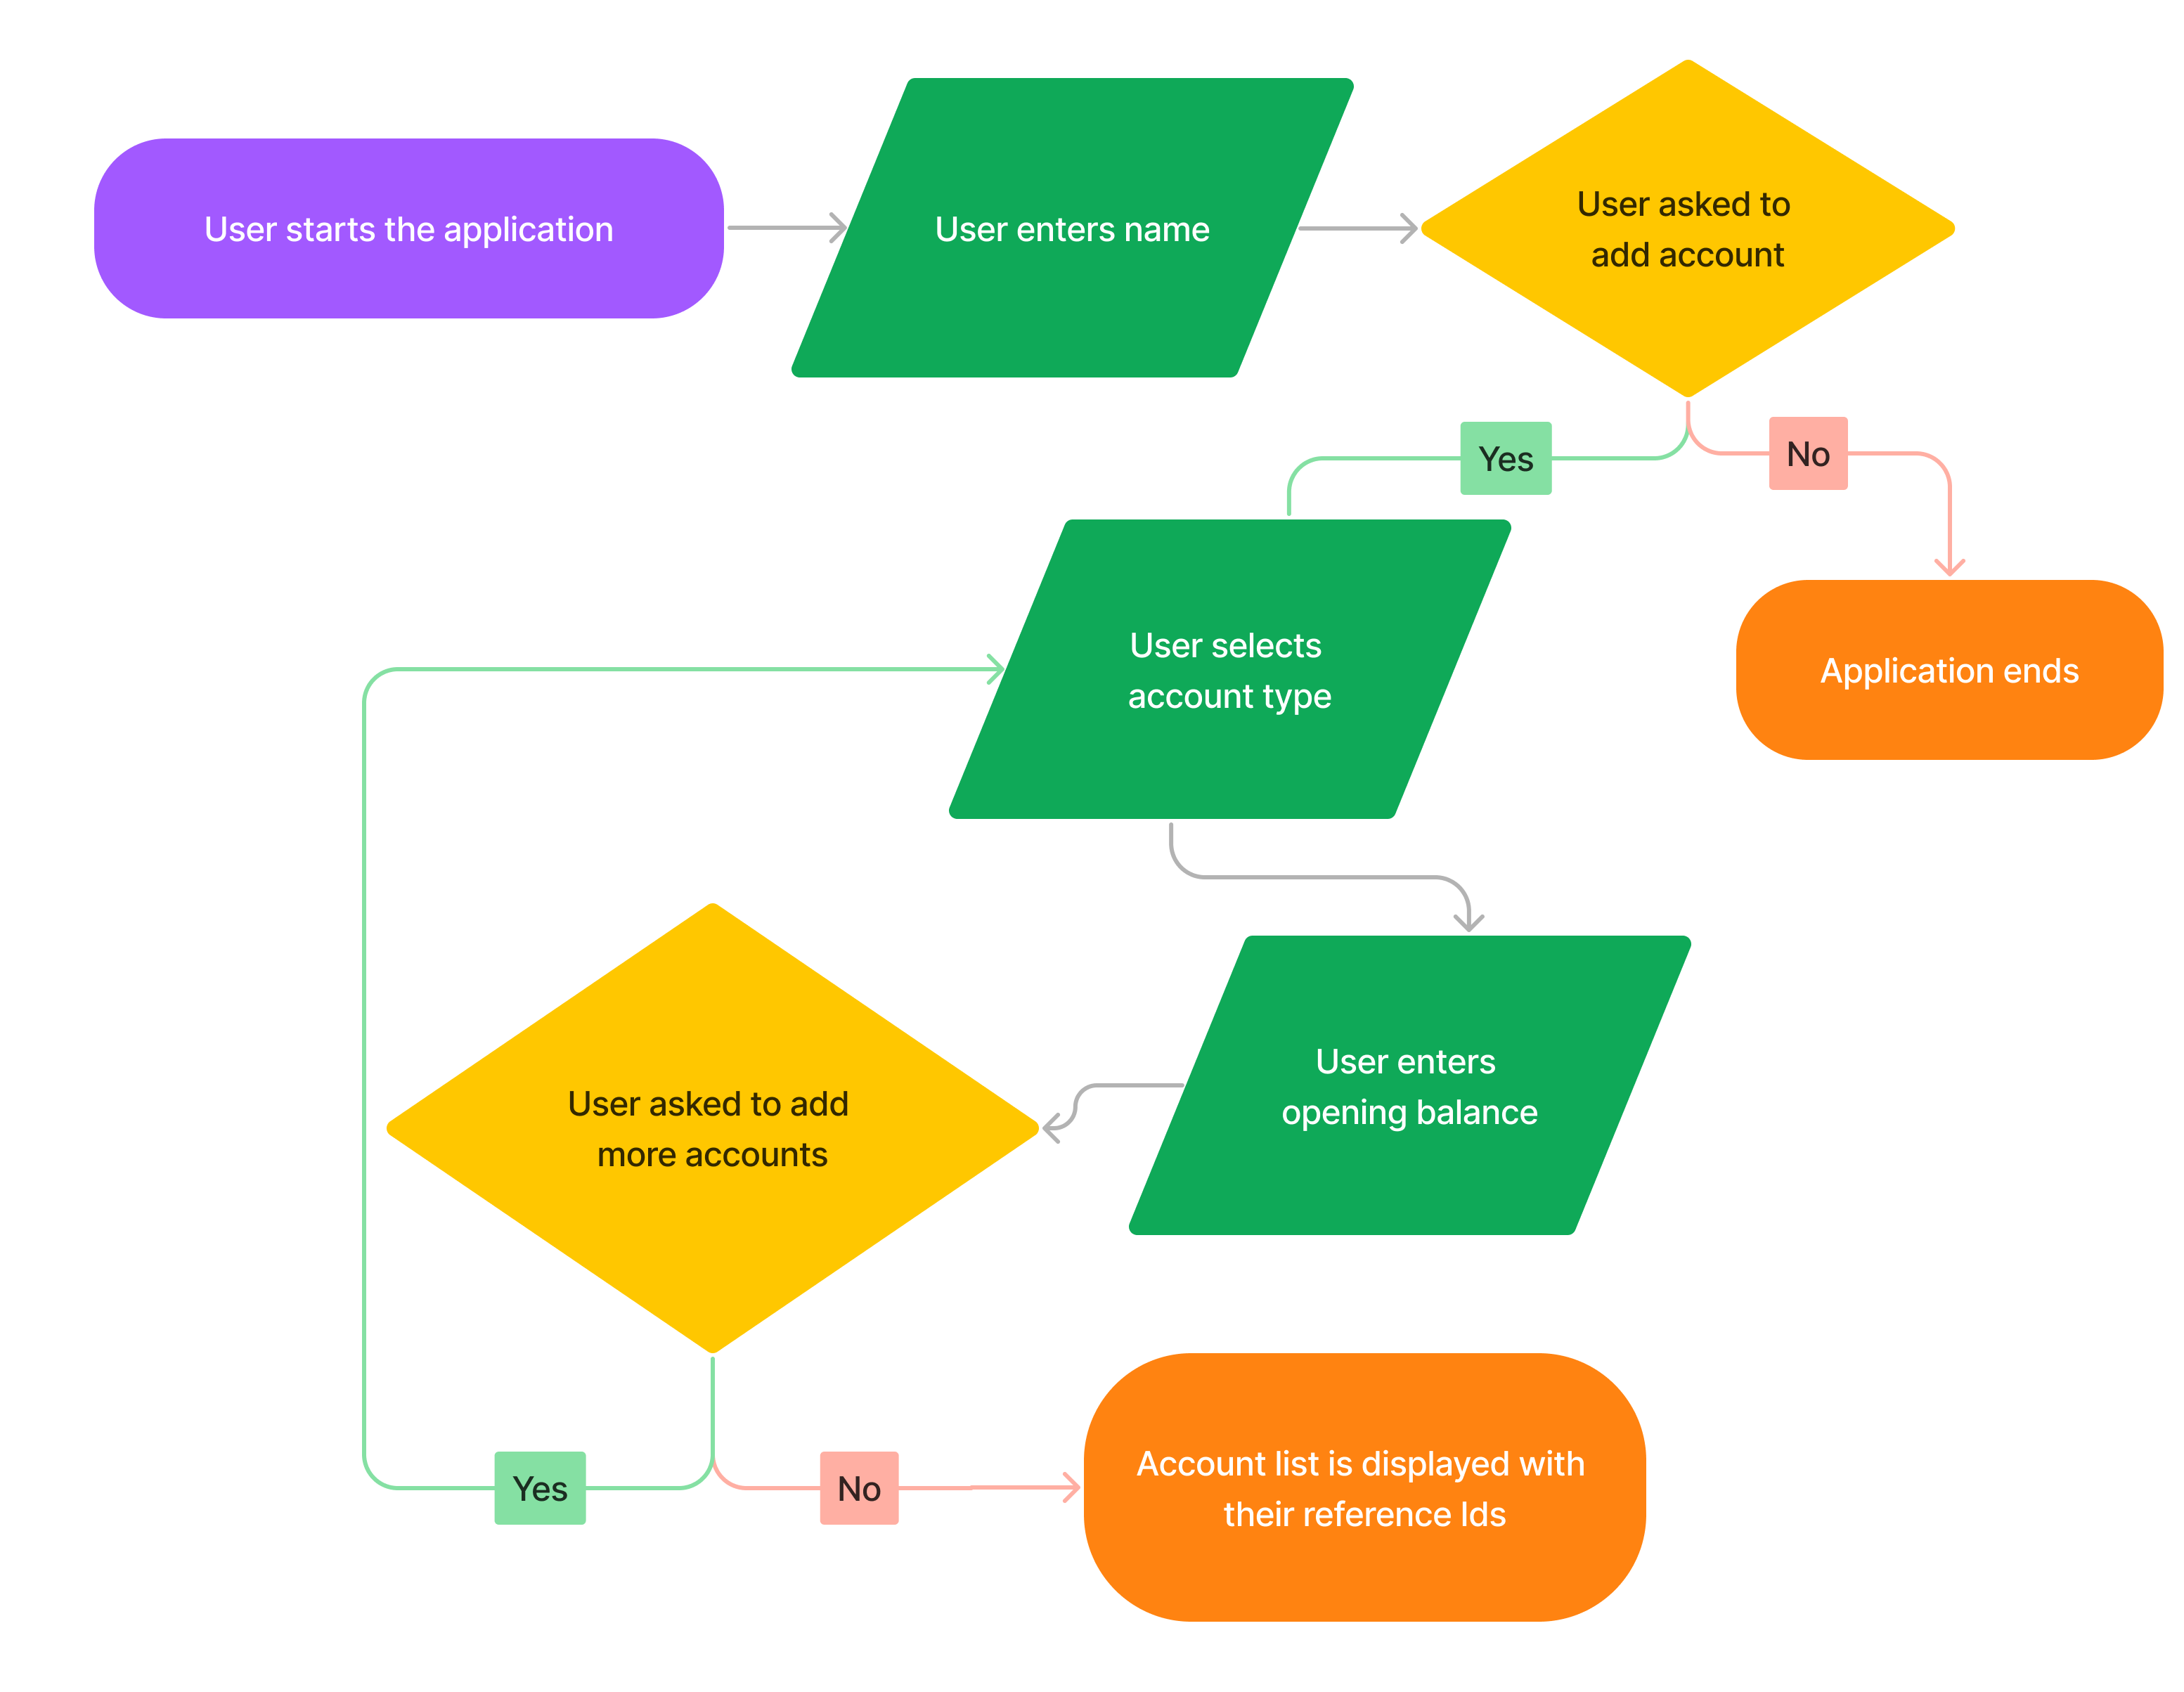 User starts the application
User enters name
User asked to
add account
Yes
No
User selects
account type
Application ends
User enters
opening balance
User asked to add
more accounts
Yes
No
Account list is displayed with
their reference Ids